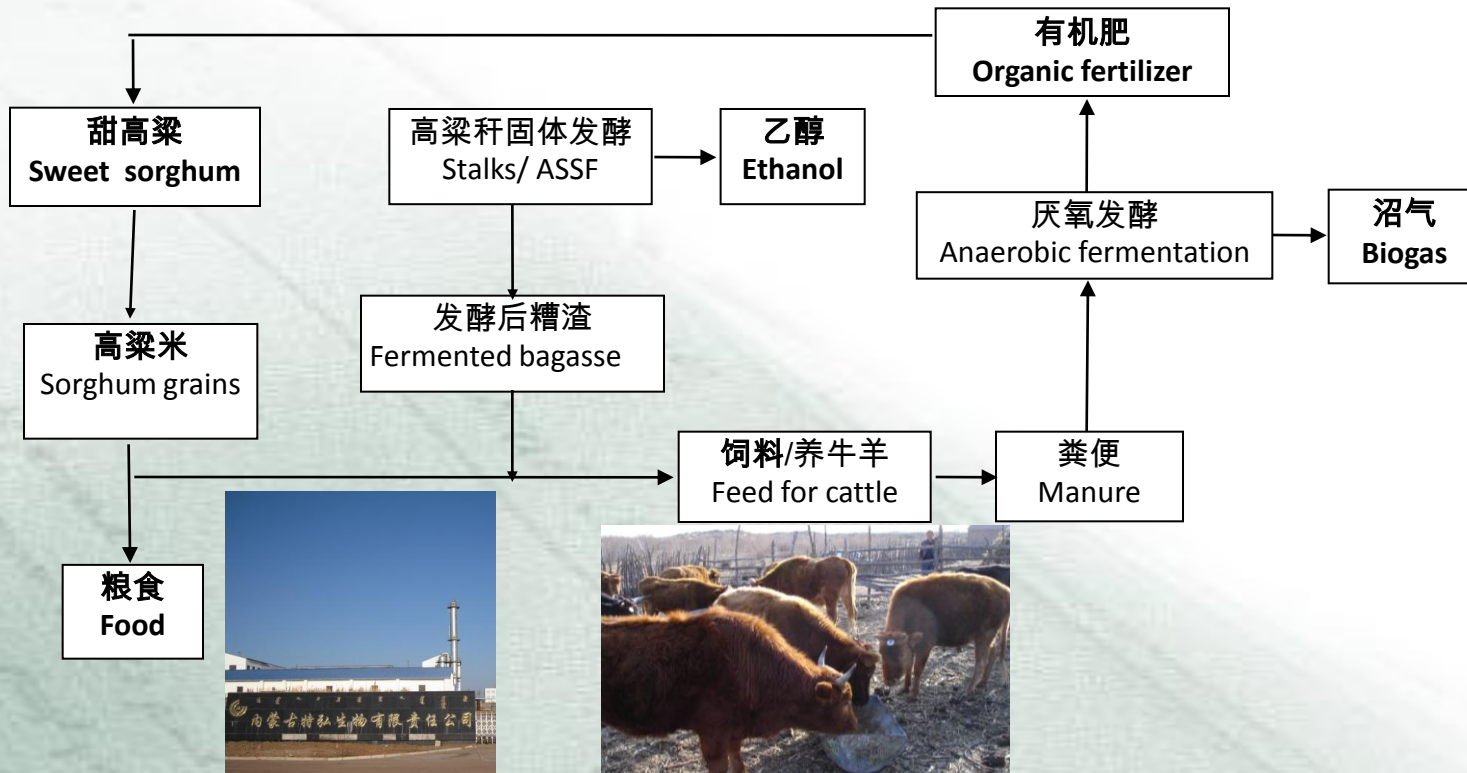 有机肥
Organic fertilizer
甜高粱
Sweet sorghum
高粱秆固体发酵
Stalks/ ASSF
乙醇
Ethanol
厌氧发酵
Anaerobic fermentation
沼气
Biogas
高粱米
Sorghum grains
发酵后糟渣
Fermented bagasse
饲料/养牛羊
Feed for cattle
粪便
Manure
粮食
Food
内蒙古特弘生物有限责任公司